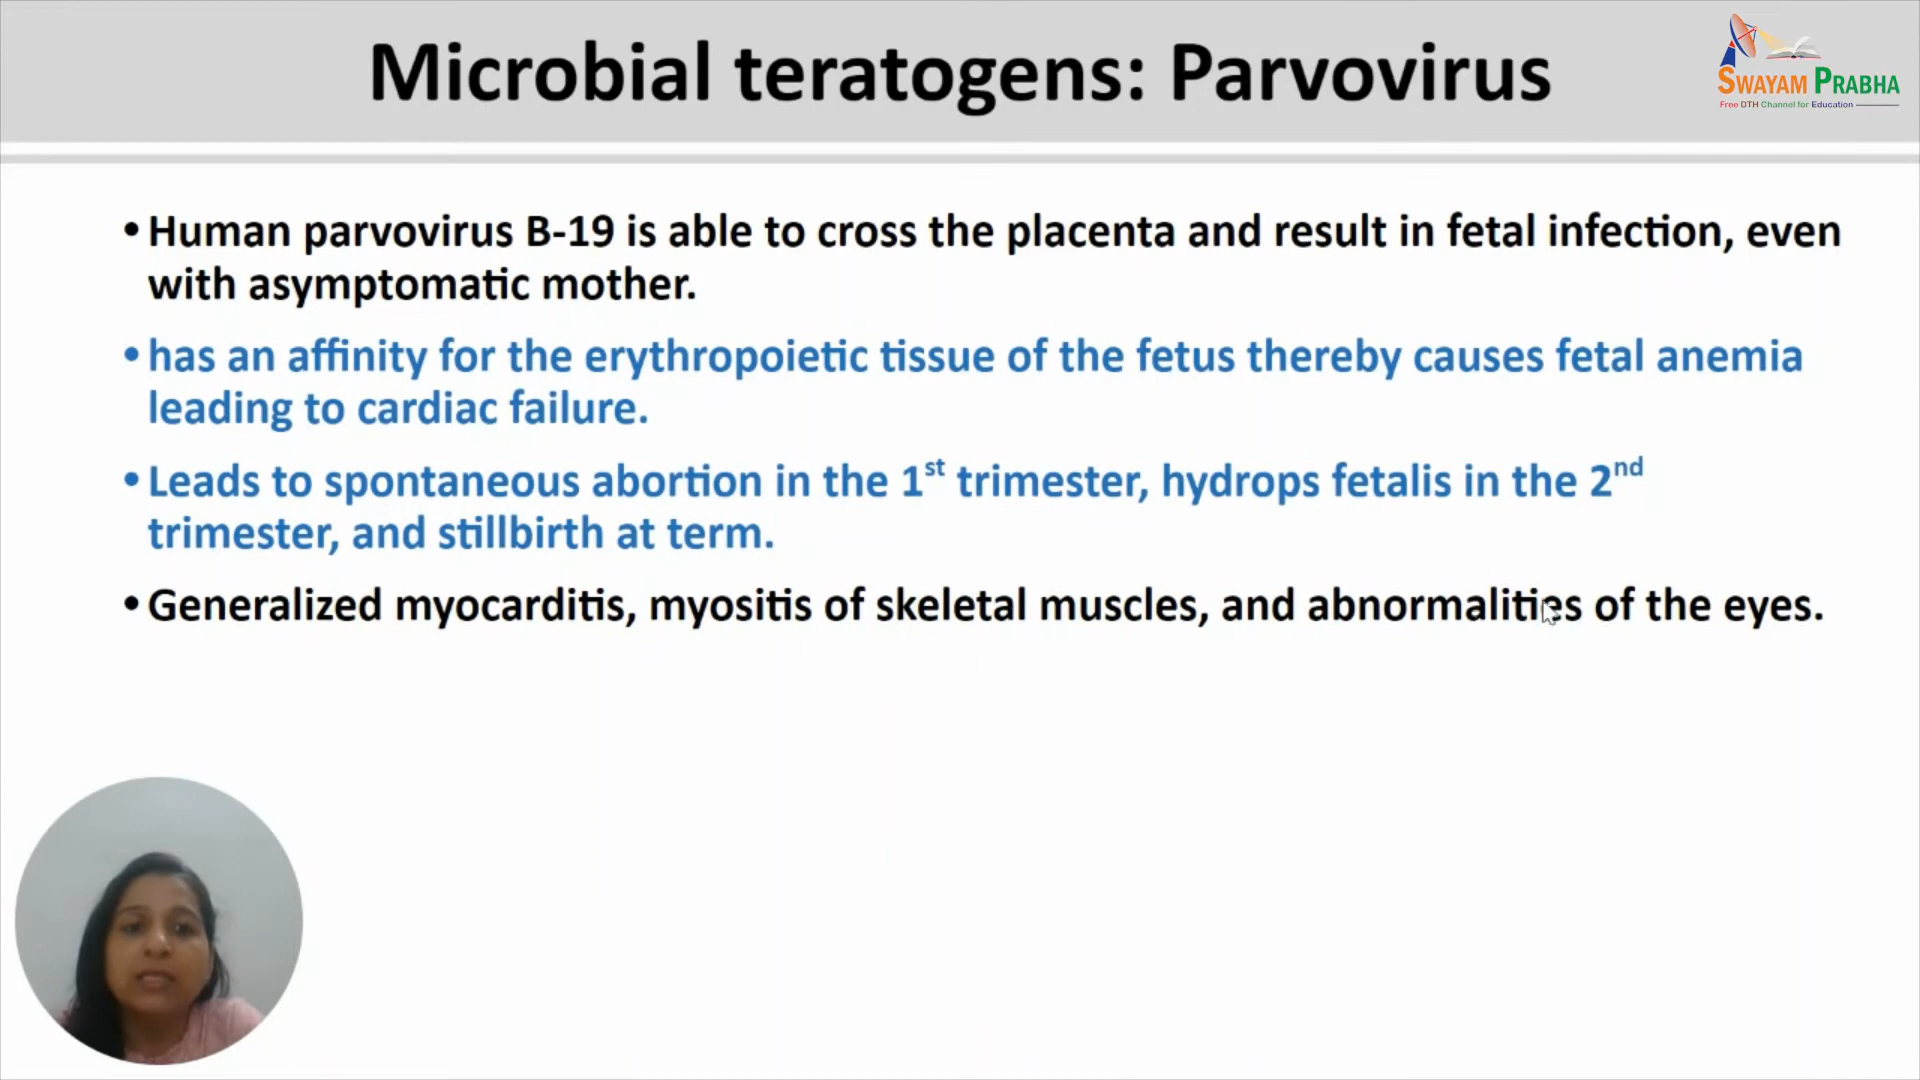 Microbial teratogens: Parvovirus
SWAYAM PRABHA
Free DTH Channel for Education
• Human parvovirus B-19 is able to cross the placenta and result in fetal infection, even
with asymptomatic mother.
• has an affinity for the erythropoietic tissue of the fetus thereby causes fetal anemia
leading to cardiac failure.
• Leads to spontaneous abortion in the 1st trimester, hydrops fetalis in the 2nd
trimester, and stillbirth at term.
• Generalized myocarditis, myositis of skeletal muscles, and abnormalities of the eyes.